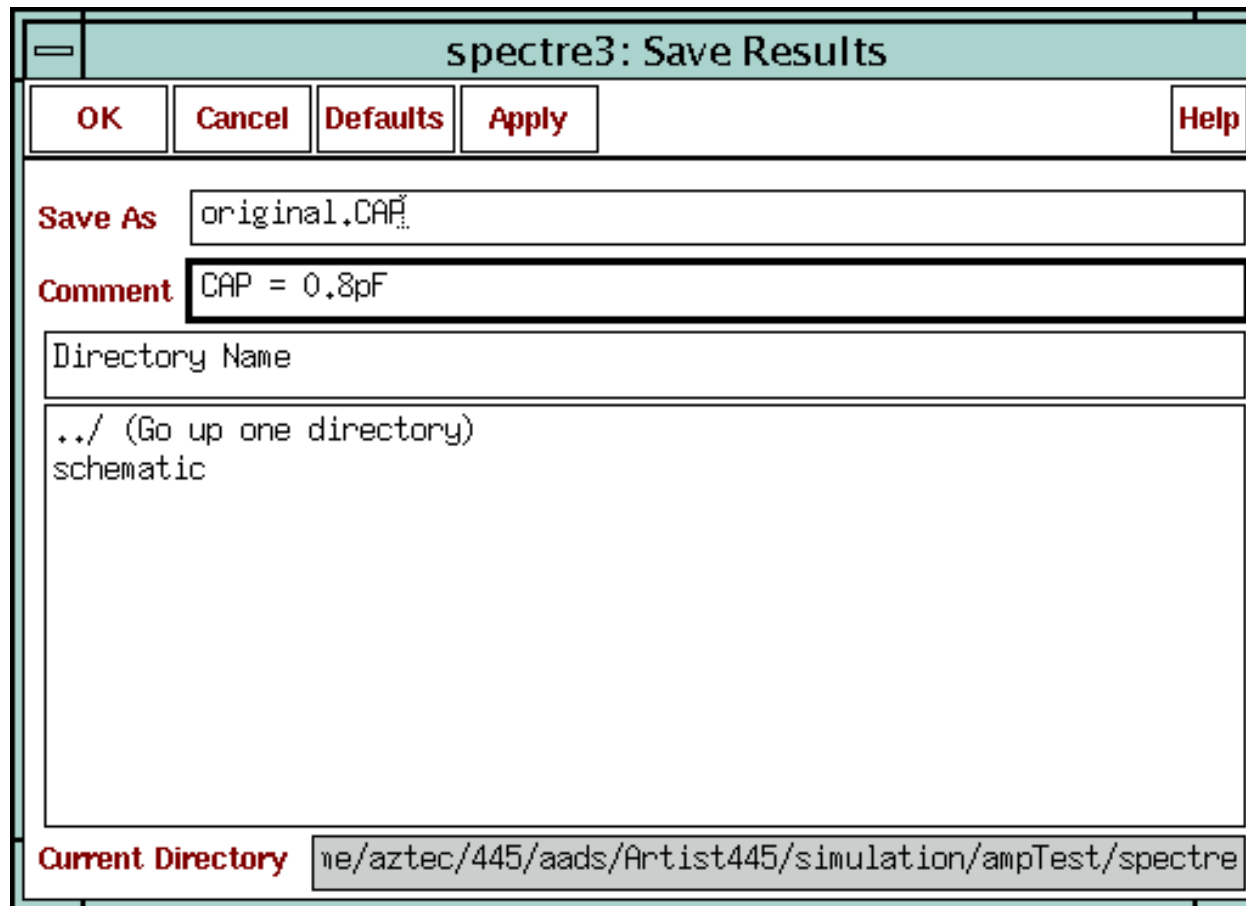 spectre3: Save Results
OK Cancel Defaults Apply Help
Save As original.CAP
Comment CAP = 0.8pF
Directory Name
../ (Go up one directory)
schematic
Current Directory me/aztec/445/aads/Artist445/simulation/ampTest/spectre